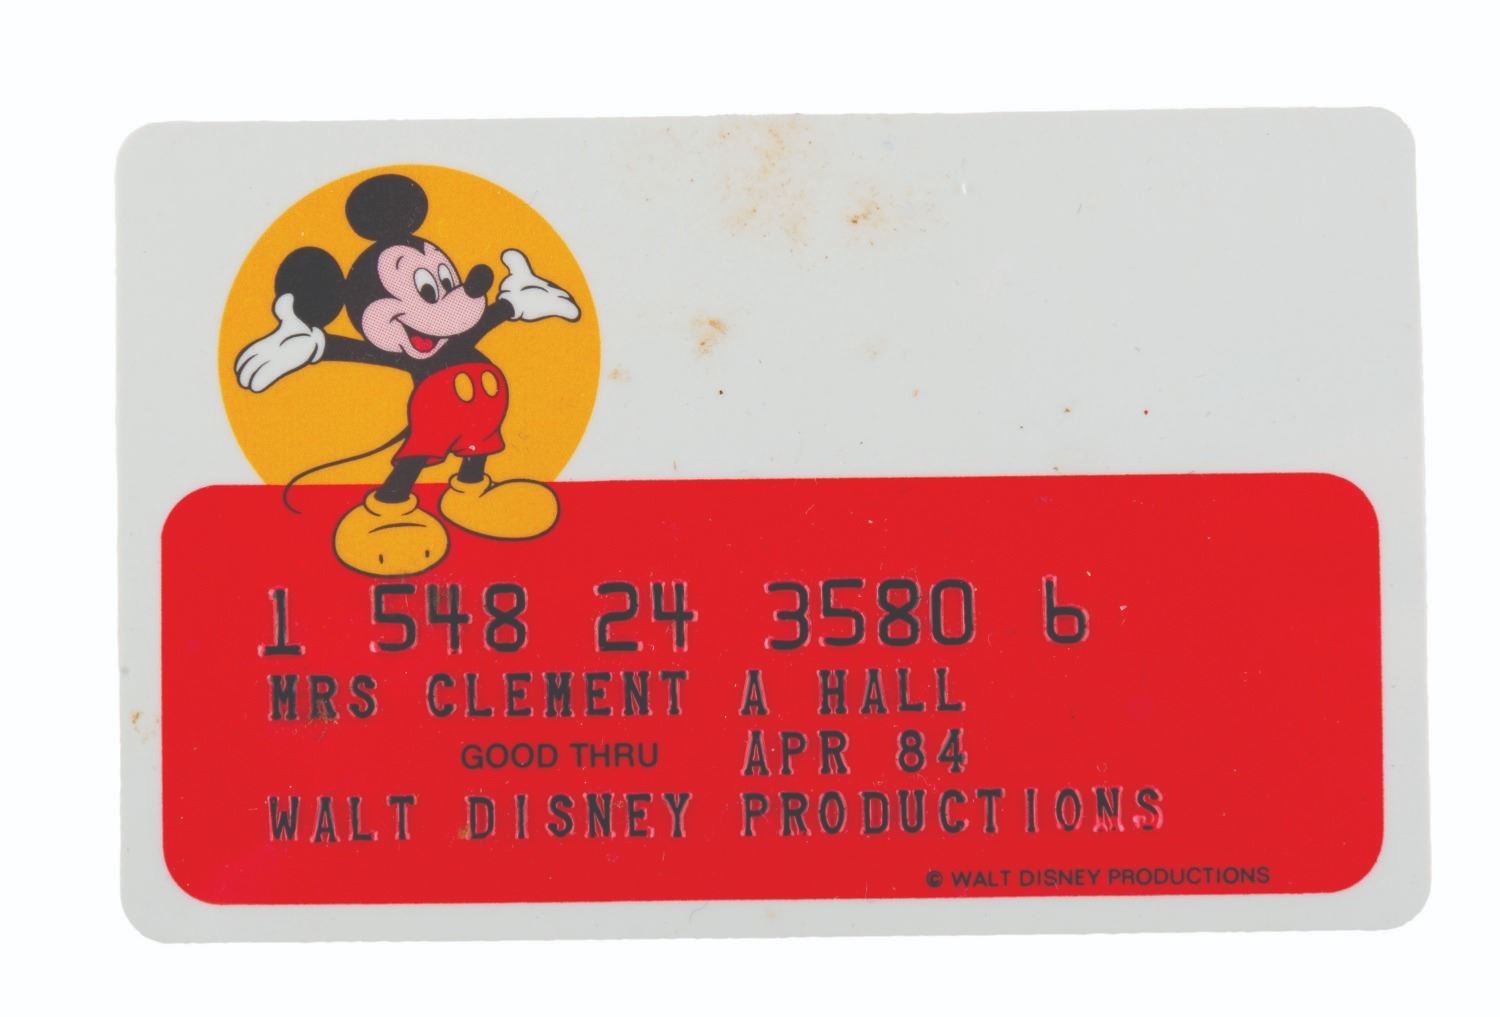 1 548 24 3580 6
MRS CLEMENT A HALL
GOOD THRU APR 84
WALT DISNEY PRODUCTIONS
© WALT DISNEY PRODUCTIONS